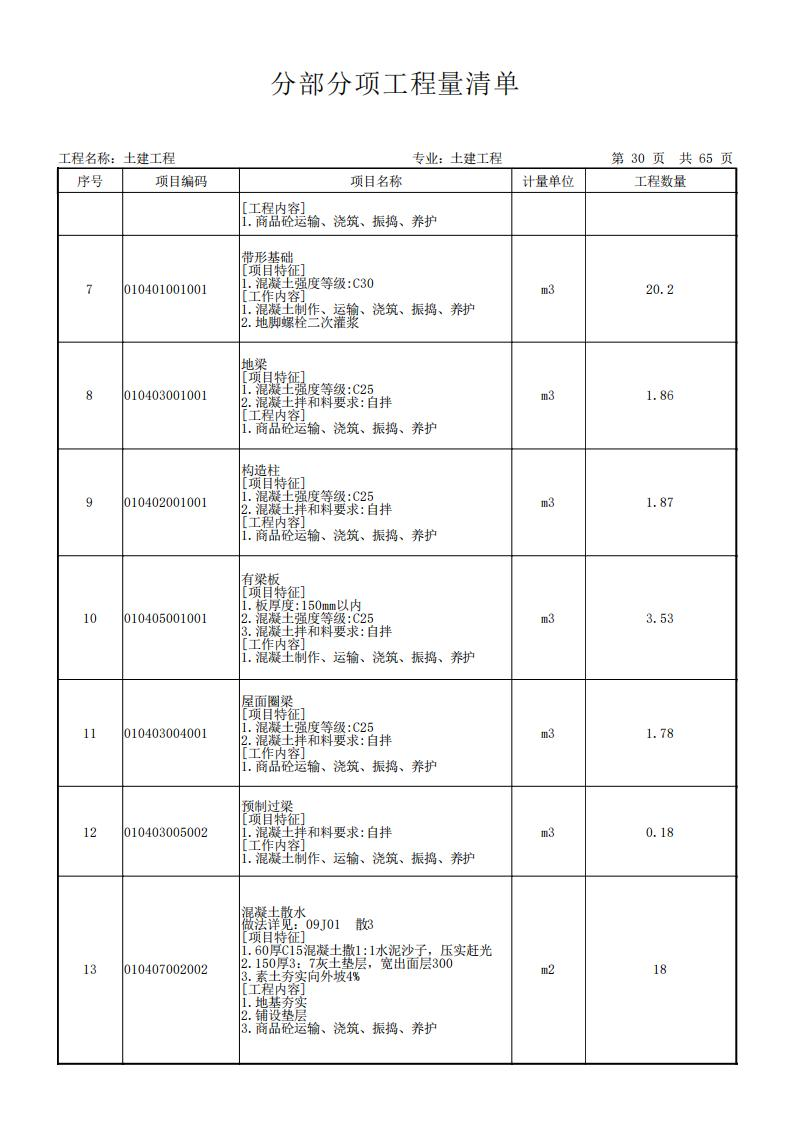 分部分项工程量清单
工程名称：土建工程 专业：土建工程 第 30 页 共 65 页
序号 项目编码 项目名称 计量单位 工程数量
[工程内容]
1.商品砼运输、浇筑、振捣、养护
带形基础
[项目特征]
1.混凝土强度等级:C30
7 010401001001 [工作内容] m3 20.2
1.混凝土制作、运输、浇筑、振捣、养护
2.地脚螺栓二次灌浆
地梁
[项目特征]
1.混凝土强度等级:C25
8 010403001001 2.混凝土拌和料要求:自拌 m3 1.86
[工程内容]
1.商品砼运输、浇筑、振捣、养护
构造柱
[项目特征]
1.混凝土强度等级:C25
9 010402001001 2.混凝土拌和料要求:自拌 m3 1.87
[工程内容]
1.商品砼运输、浇筑、振捣、养护
有梁板
[项目特征]
1.板厚度:150mm以内
10 010405001001 2.混凝土强度等级:C25 m3 3.53
3.混凝土拌和料要求:自拌
[工作内容]
1.混凝土制作、运输、浇筑、振捣、养护
屋面圈梁
[项目特征]
1.混凝土强度等级:C25
11 010403004001 2.混凝土拌和料要求:自拌 m3 1.78
[工作内容]
1.商品砼运输、浇筑、振捣、养护
预制过梁
[项目特征]
12 010403005002 1.混凝土拌和料要求:自拌 m3 0.18
[工作内容]
1.混凝土制作、运输、浇筑、振捣、养护
混凝土散水
做法详见：09J01 散3
[项目特征]
1.60厚C15混凝土撒1:1水泥沙子，压实赶光
13 010407002002 2.150厚3：7灰土垫层，宽出面层300 m2 18
3.素土夯实向外坡4%
[工程内容]
1.地基夯实
2.铺设垫层
3.商品砼运输、浇筑、振捣、养护